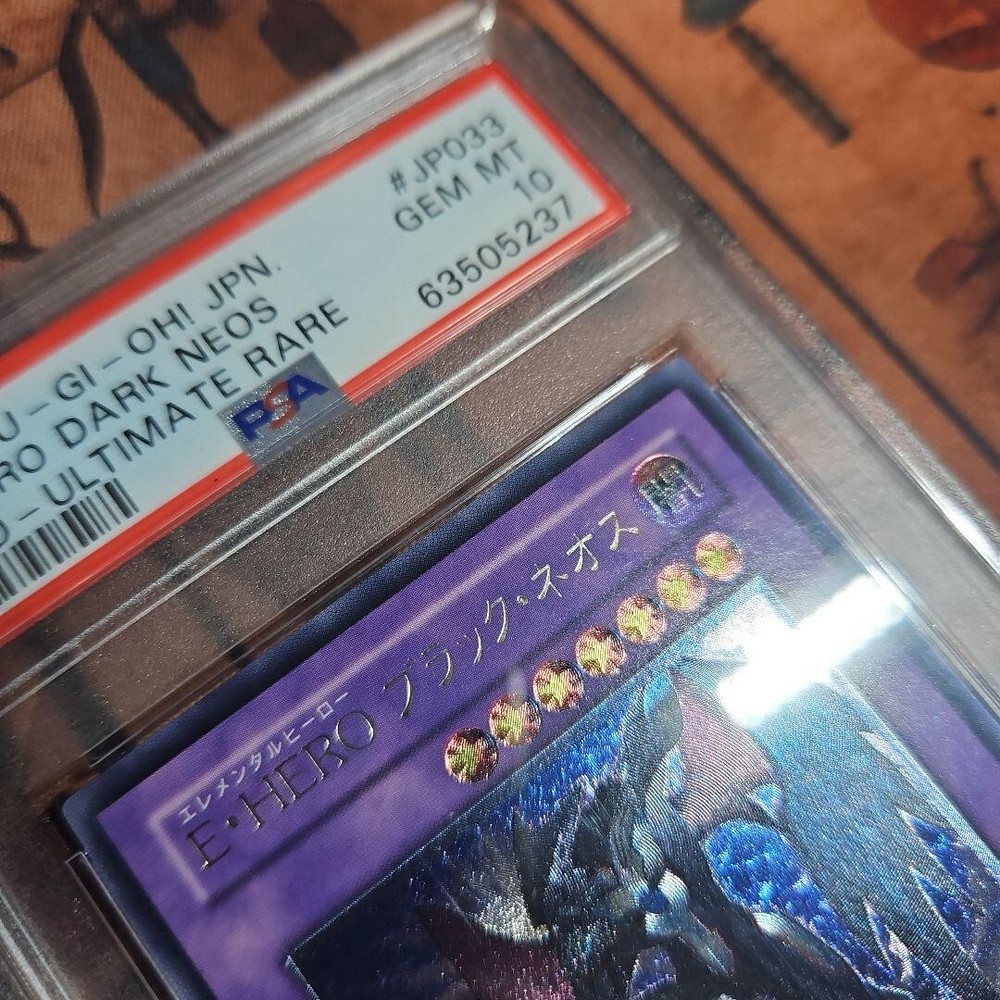 #JP033
GEM MT
10
63505237
U-GI-OH! JPN.
RO DARK NEOS
-ULTIMATE RARE
PSA
闇
エレメンタルヒーロー
E・HERO ブラック・ネオス